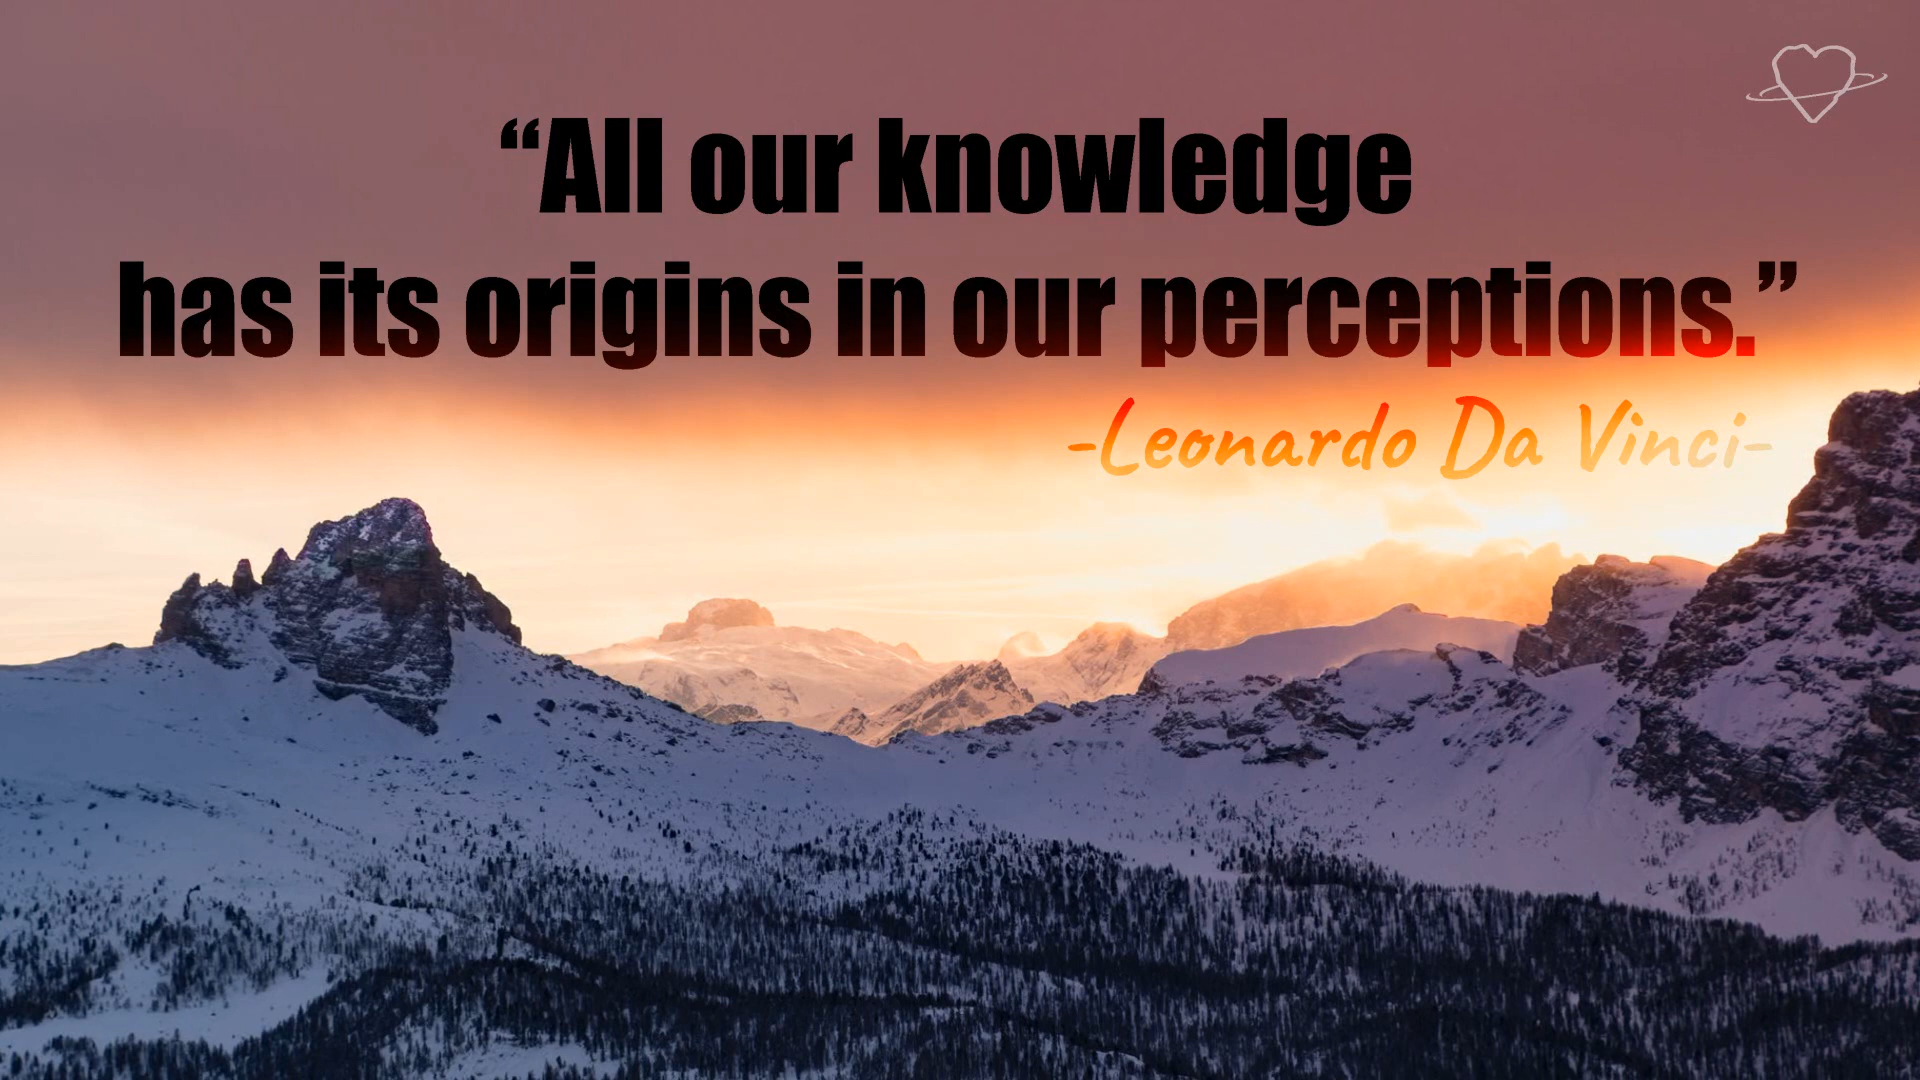 “All our knowledge
has its origins in our perceptions.”
-Leonardo Da Vinci-